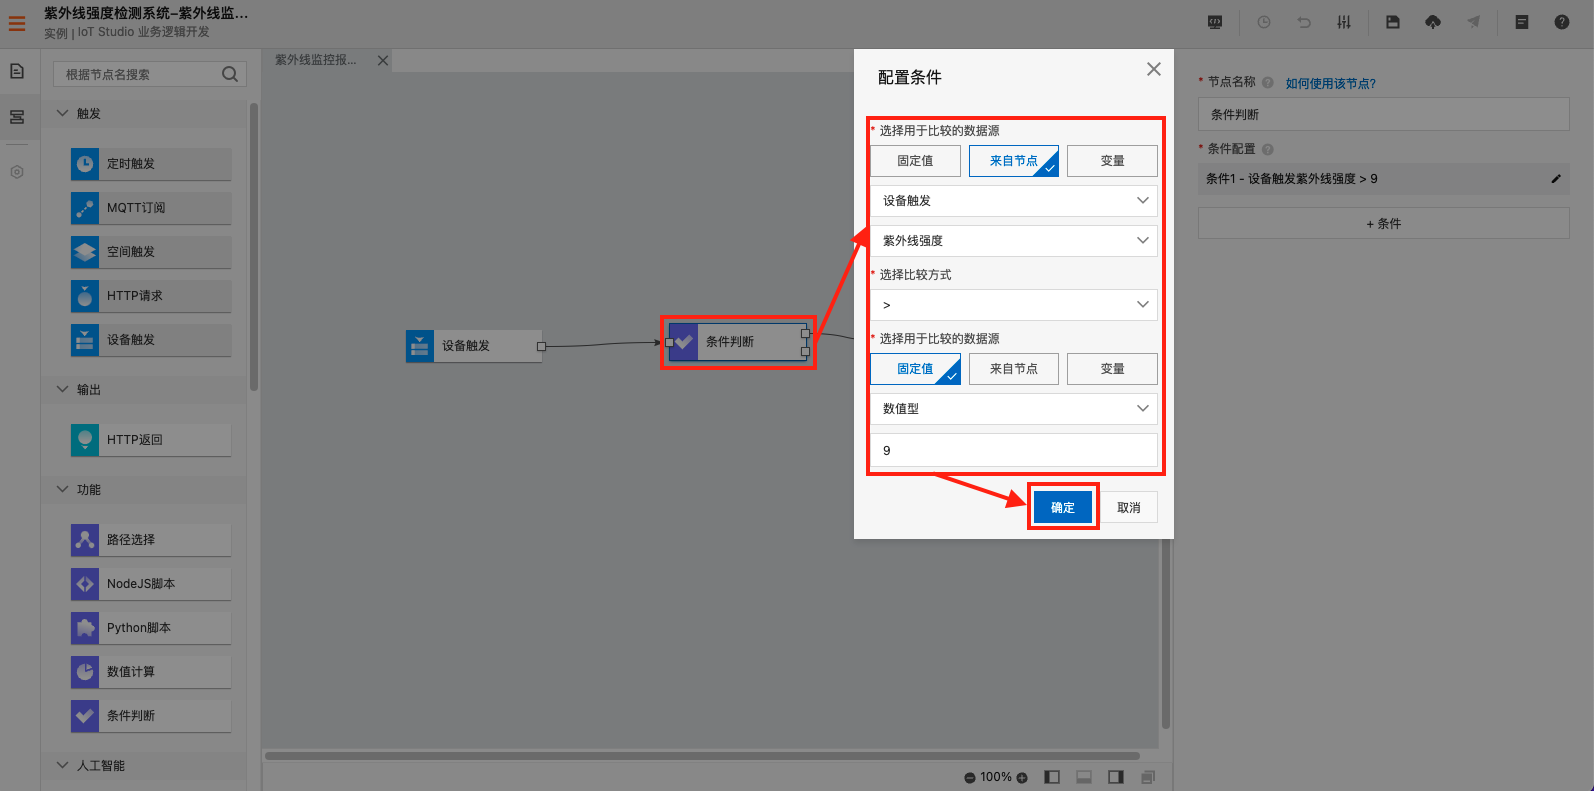 紫外线强度检测系统-紫外线监...
实例 | IoT Studio 业务逻辑开发
根据节点名搜索
触发
定时触发
MQTT订阅
空间触发
HTTP请求
设备触发
输出
HTTP返回
功能
路径选择
NodeJS脚本
Python脚本
数值计算
条件判断
人工智能
紫外线监控报...
设备触发
条件判断
100%
配置条件
* 选择用于比较的数据源
固定值
来自节点
变量
设备触发
紫外线强度
* 选择比较方式
>
* 选择用于比较的数据源
固定值
来自节点
变量
数值型
9
确定
取消
* 节点名称 ? 如何使用该节点?
条件判断
* 条件配置 ?
条件1 - 设备触发紫外线强度 > 9
+ 条件